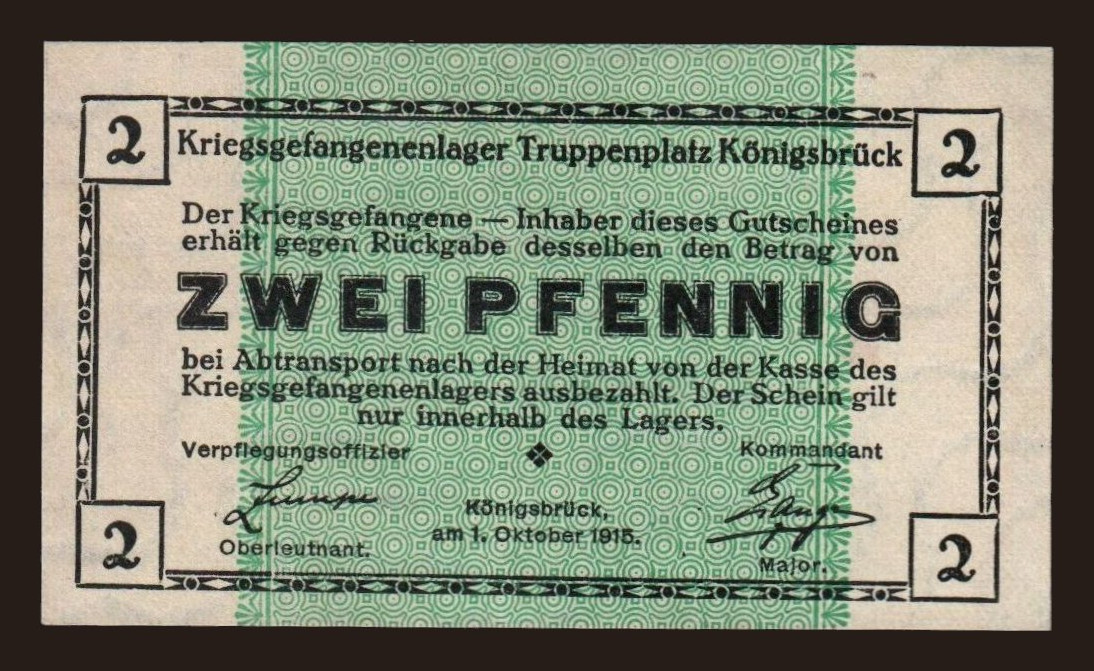 2 Kriegsgefangenenlager Truppenplatz Königsbrück 2
Der Kriegsgefangene — Inhaber dieses Gutscheines
erhält gegen Rückgabe desselben den Betrag von
ZWEI PFENNIG
bei Abtransport nach der Heimat von der Kasse des
Kriegsgefangenenlagers ausbezahlt. Der Schein gilt
nur innerhalb des Lagers.
Verpflegungsoffizier Kommandant
Königsbrück,
am 1. Oktober 1915.
Oberleutnant. Major.
2 2